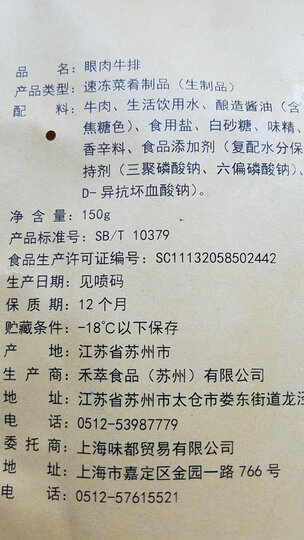 品 名：眼肉牛排
产品类型：速冻菜肴制品（生制品）
配 料：牛肉、生活饮用水、酿造酱油（含
焦糖色）、食用盐、白砂糖、味精、
香辛料、食品添加剂（复配水分保
持剂（三聚磷酸钠、六偏磷酸钠）、
D-异抗坏血酸钠）。
净 含 量：150g
产品标准号：SB/T 10379
食品生产许可证编号：SC11132058502442
生产日期：见喷码
保 质 期：12个月
贮藏条件：-18℃以下保存
产 地：江苏省苏州市
生 产 商：禾萃食品（苏州）有限公司
地 址：江苏省苏州市太仓市娄东街道龙泾
电 话：0512-53987779
委 托 商：上海味都贸易有限公司
地 址：上海市嘉定区金园一路766号
电 话：0512-57615521